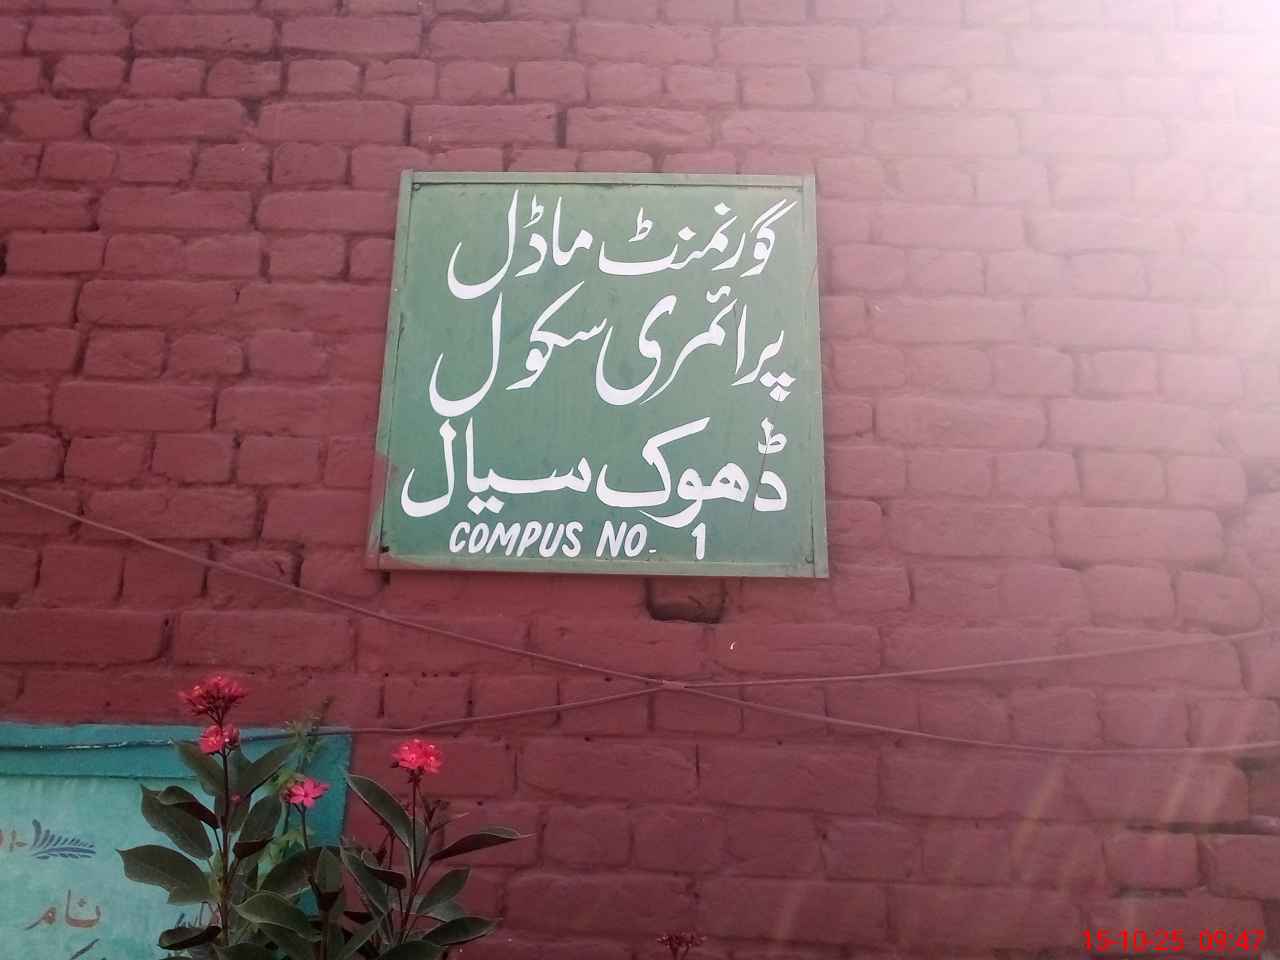 گورنمنٹ ماڈل
پرائمری سکول
ڈھوک سیال
COMPUS NO. 1
نام
15-10-25 09:47